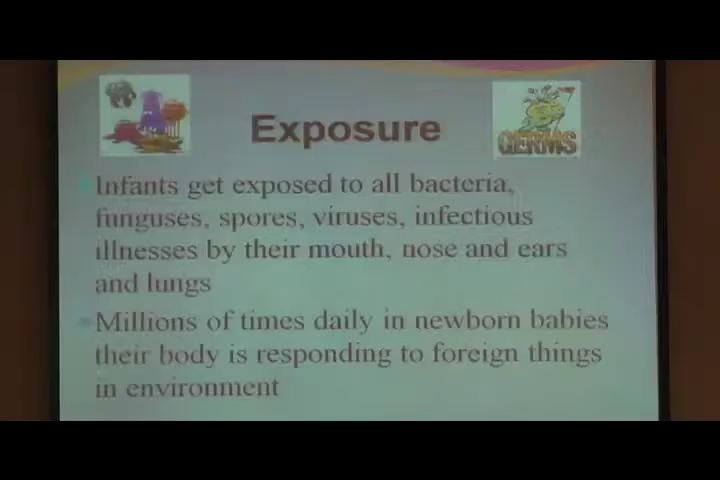 Exposure
GERMS
Infants get exposed to all bacteria,
funguses, spores, viruses, infectious
illnesses by their mouth, nose and ears
and lungs
Millions of times daily in newborn babies
their body is responding to foreign things
in environment